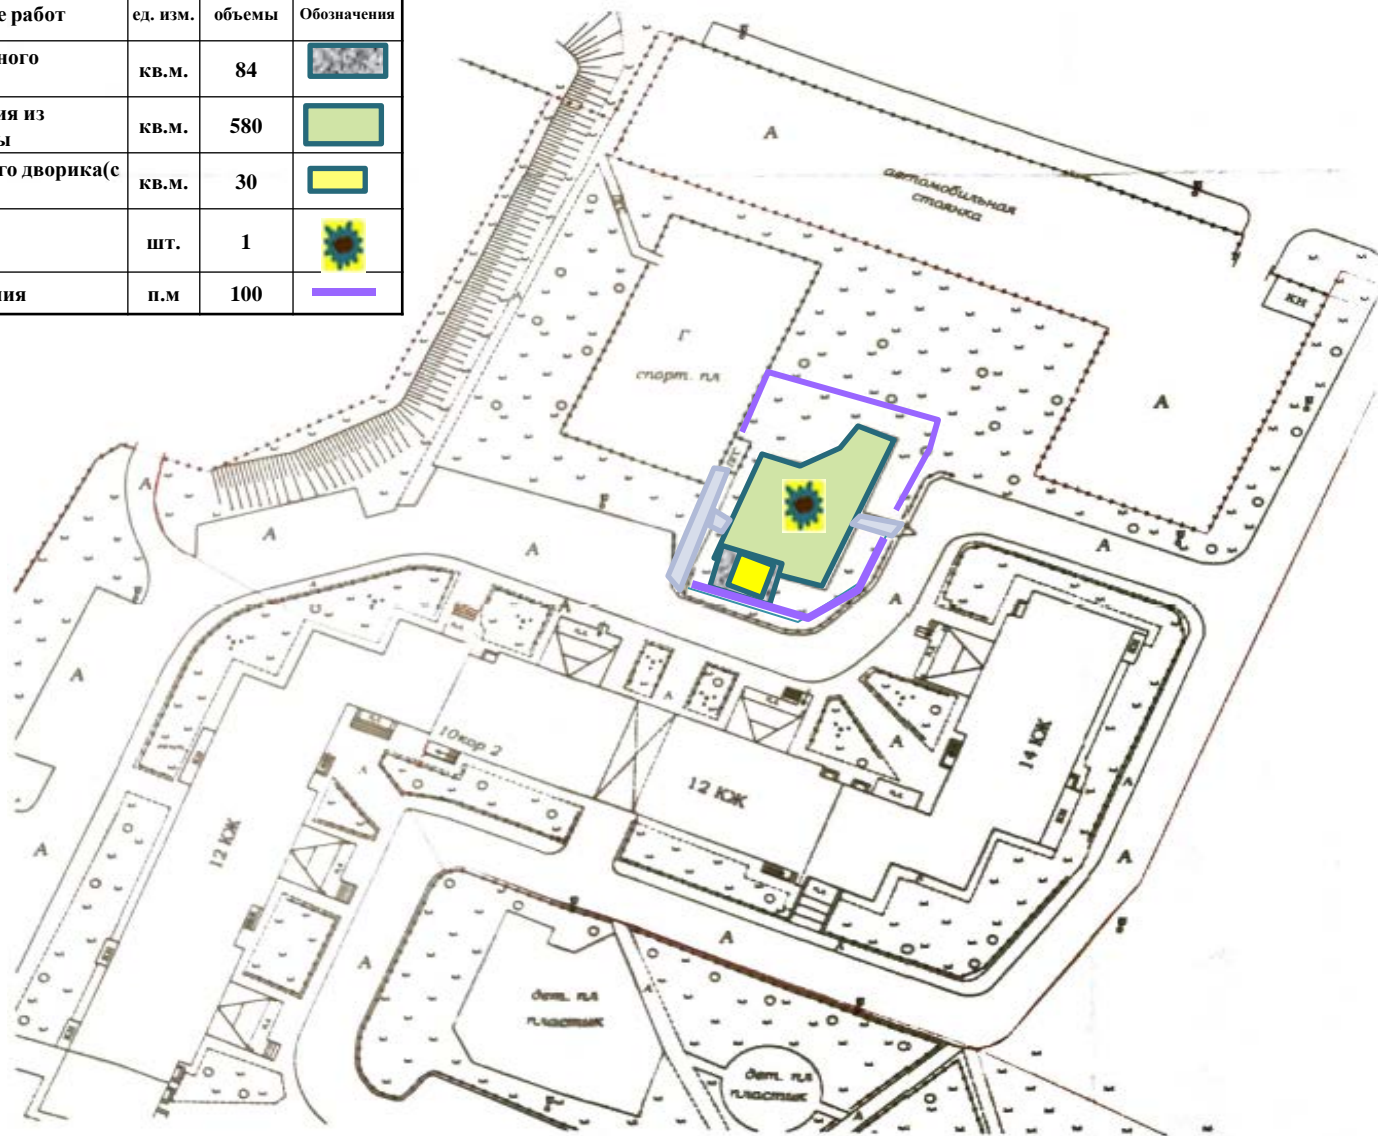 е работ ед. изм. объемы Обозначения
ного
кв.м. 84
ия из
ы
кв.м. 580
го дворика(с
кв.м. 30
шт. 1
ия п.м 100
А
автомобильная
стоянка
КН
Г
спорт. пл
А
А
А
А
А
А
А
А
10кор 2
12 КЖ
14 КЖ
А
12 КЖ
А
А
А
А
дет. пл
пластик
дет. пл
пластик